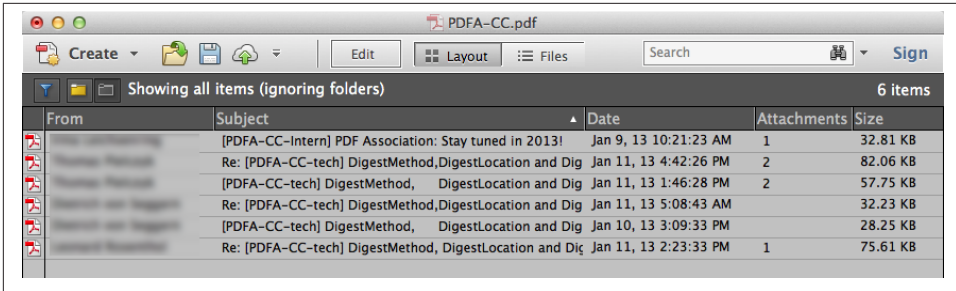 PDFA-CC.pdf
Create Edit Layout Files Search Sign
Showing all items (ignoring folders) 6 items
From Subject Date Attachments Size
[PDFA-CC-Intern] PDF Association: Stay tuned in 2013! Jan 9, 13 10:21:23 AM 1 32.81 KB
Re: [PDFA-CC-tech] DigestMethod,DigestLocation and Dig Jan 11, 13 4:42:26 PM 2 82.06 KB
[PDFA-CC-tech] DigestMethod, DigestLocation and Dig Jan 11, 13 1:46:28 PM 2 57.75 KB
Re: [PDFA-CC-tech] DigestMethod, DigestLocation and Dig Jan 11, 13 5:08:43 AM 32.23 KB
[PDFA-CC-tech] DigestMethod, DigestLocation and Dig Jan 10, 13 3:09:33 PM 28.25 KB
Re: [PDFA-CC-tech] DigestMethod, DigestLocation and Dig Jan 11, 13 2:23:33 PM 1 75.61 KB